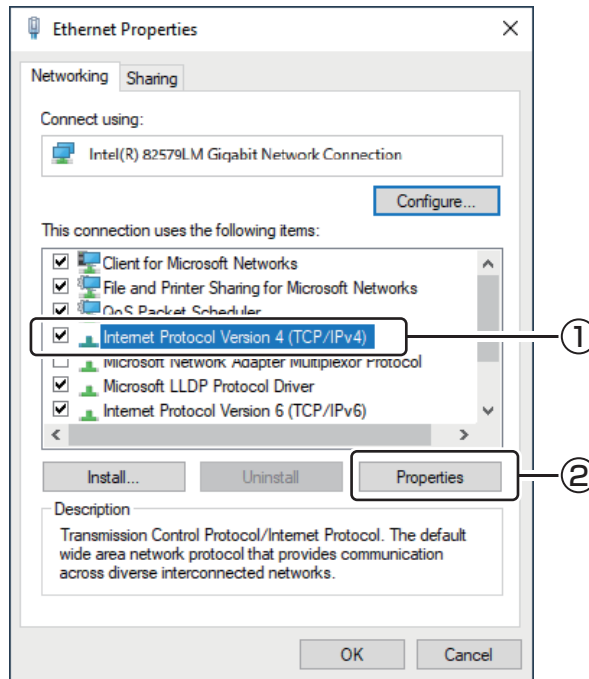 Ethernet Properties
Networking
Sharing
Connect using:
Intel(R) 82579LM Gigabit Network Connection
Configure...
This connection uses the following items:
Client for Microsoft Networks
File and Printer Sharing for Microsoft Networks
QoS Packet Scheduler
Internet Protocol Version 4 (TCP/IPv4)
①
Microsoft Network Adapter Multiplexor Protocol
Microsoft LLDP Protocol Driver
Internet Protocol Version 6 (TCP/IPv6)
Install...
Uninstall
Properties
②
Description
Transmission Control Protocol/Internet Protocol. The default
wide area network protocol that provides communication
across diverse interconnected networks.
OK
Cancel